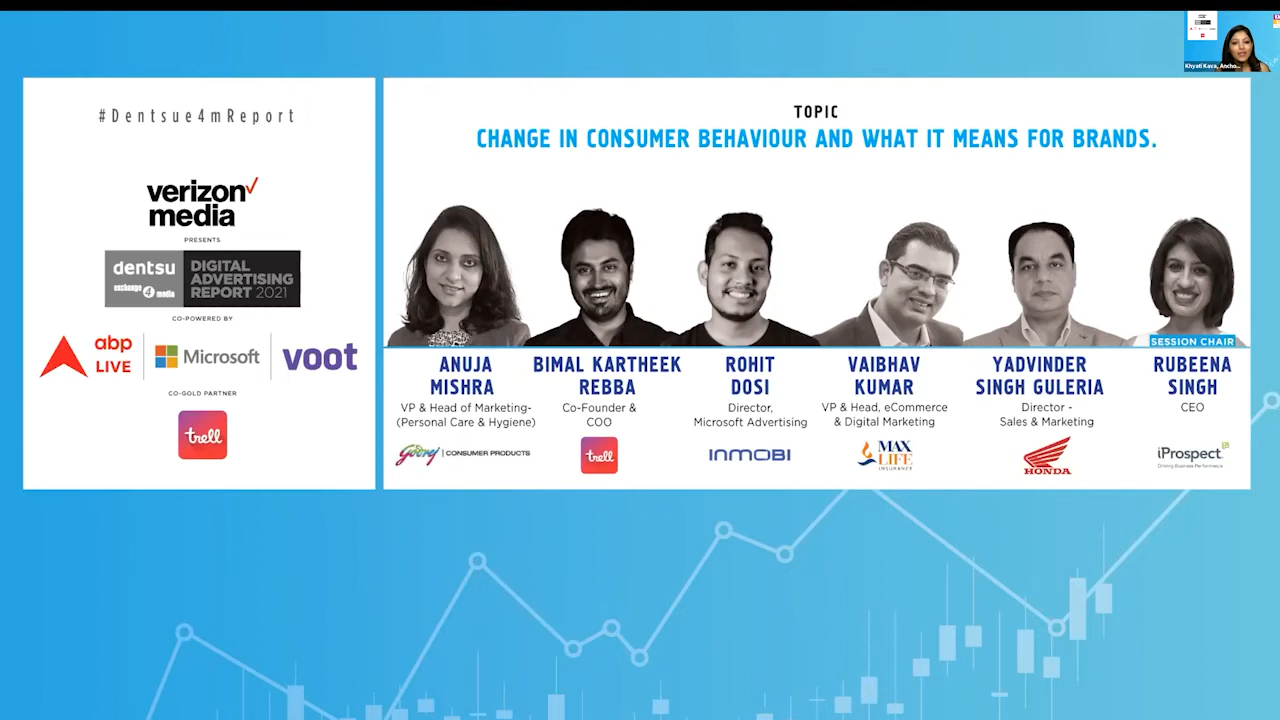 #Dentsue4mReport
verizon
media
PRESENTS
dentsu
exchange 4 media
DIGITAL
ADVERTISING
REPORT 2021
CO-POWERED BY
abp
LIVE
Microsoft
voot
CO-GOLD PARTNER
trell
TOPIC
CHANGE IN CONSUMER BEHAVIOUR AND WHAT IT MEANS FOR BRANDS.
ANUJA
MISHRA
VP & Head of Marketing-
(Personal Care & Hygiene)
Godrej | CONSUMER PRODUCTS
BIMAL KARTHEEK
REBBA
Co-Founder &
COO
trell
ROHIT
DOSI
Director,
Microsoft Advertising
INMOBI
VAIBHAV
KUMAR
VP & Head, eCommerce
& Digital Marketing
MAX
LIFE
INSURANCE
YADVINDER
SINGH GULERIA
Director -
Sales & Marketing
HONDA
SESSION CHAIR
RUBEENA
SINGH
CEO
iProspect
Driving Business Performance
Khyati Kava, Ancho...